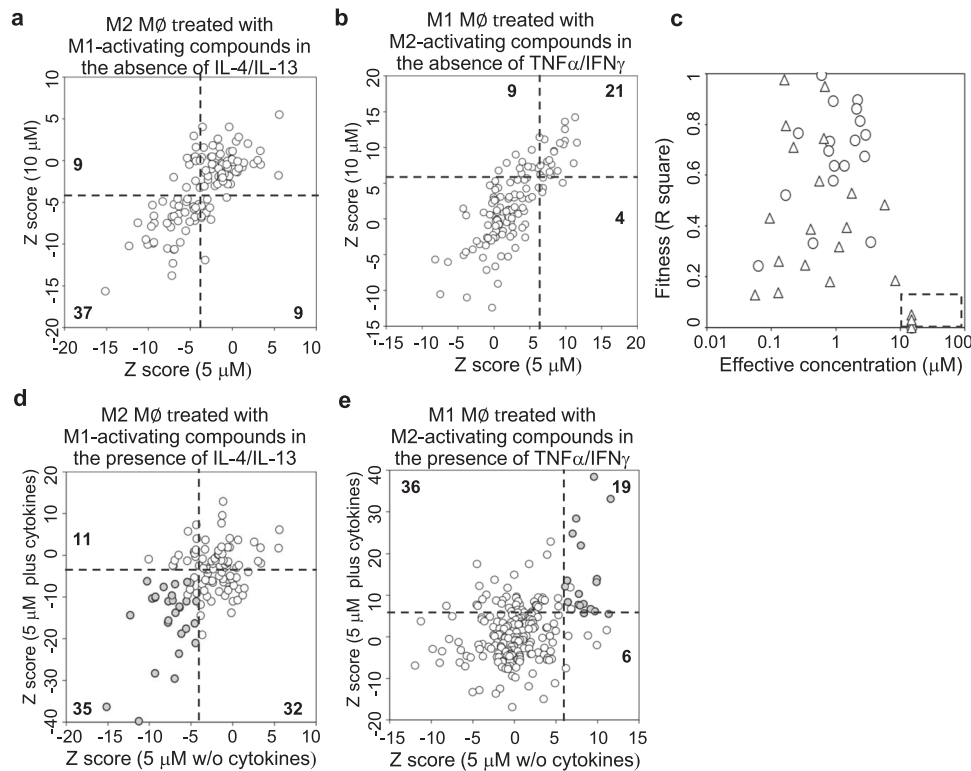 a
M2 MØ treated with
M1-activating compounds in
the absence of IL-4/IL-13
Z score (10 µM)
10
5
0
-5
-10
-15
-20
9
37
9
-20 -15 -10 -5 0 5 10
Z score (5 µM)
b
M1 MØ treated with
M2-activating compounds in
the absence of TNFα/IFNγ
Z score (10 µM)
20
15
10
5
0
-5
-10
-15
9
21
4
-15 -10 -5 0 5 10 15 20
Z score (5 µM)
c
Fitness (R square)
1
0.8
0.6
0.4
0.2
0
0.01 0.1 1 10 100
Effective concentration (µM)
d
M2 MØ treated with
M1-activating compounds in
the presence of IL-4/IL-13
Z score (5 µM plus cytokines)
20
10
0
-10
-20
-30
-40
11
35
32
-20 -15 -10 -5 0 5 10
Z score (5 µM w/o cytokines)
e
M1 MØ treated with
M2-activating compounds in
the presence of TNFα/IFNγ
Z score (5 µM plus cytokines)
40
30
20
10
0
-10
-20
36
19
6
-15 -10 -5 0 5 10 15
Z score (5 µM w/o cytokines)